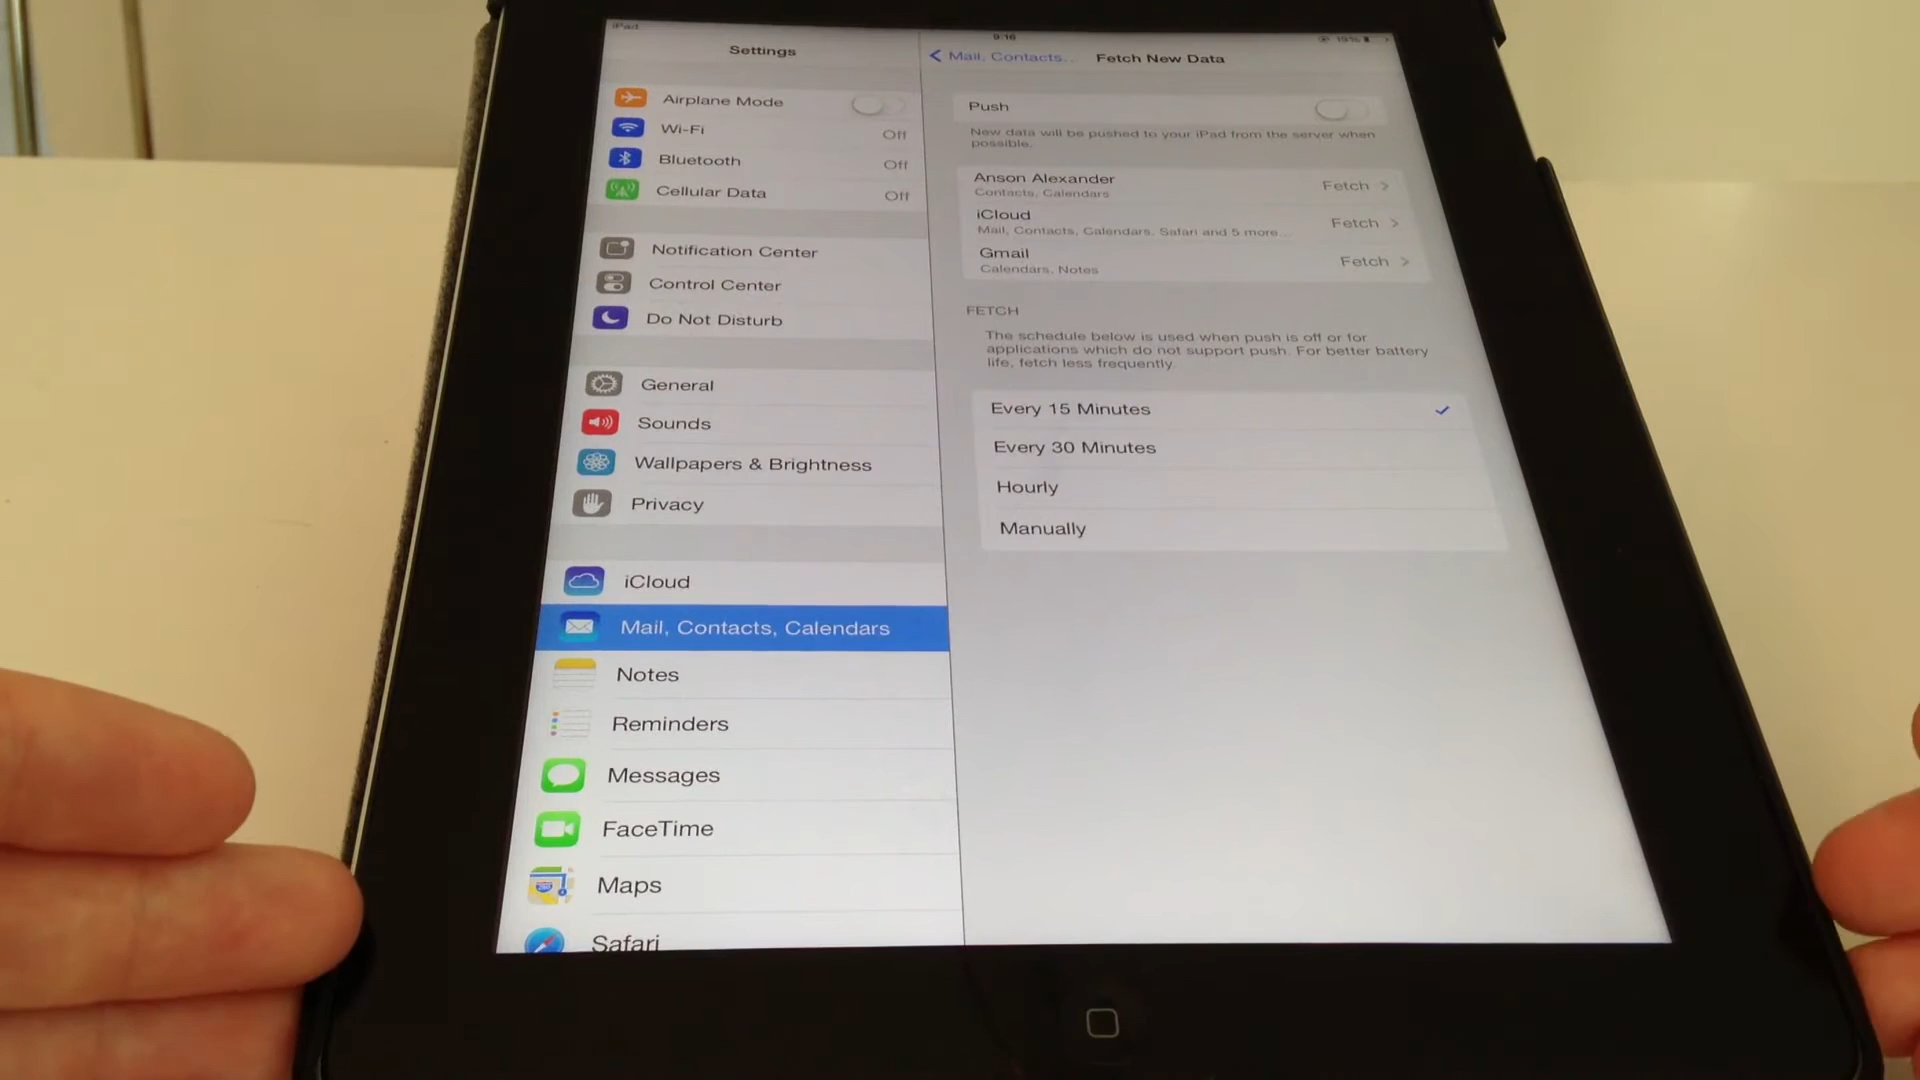 iPad
9:16
19%
Settings
Mail, Contacts...
Fetch New Data
Airplane Mode
Wi-Fi
Off
Bluetooth
Off
Cellular Data
Off
Notification Center
Control Center
Do Not Disturb
General
Sounds
Wallpapers & Brightness
Privacy
iCloud
Mail, Contacts, Calendars
Notes
Reminders
Messages
FaceTime
Maps
Safari
Push
New data will be pushed to your iPad from the server when
possible.
Anson Alexander
Contacts, Calendars
Fetch
iCloud
Mail, Contacts, Calendars, Safari and 5 more...
Fetch
Gmail
Calendars, Notes
Fetch
FETCH
The schedule below is used when push is off or for
applications which do not support push. For better battery
life, fetch less frequently.
Every 15 Minutes
Every 30 Minutes
Hourly
Manually